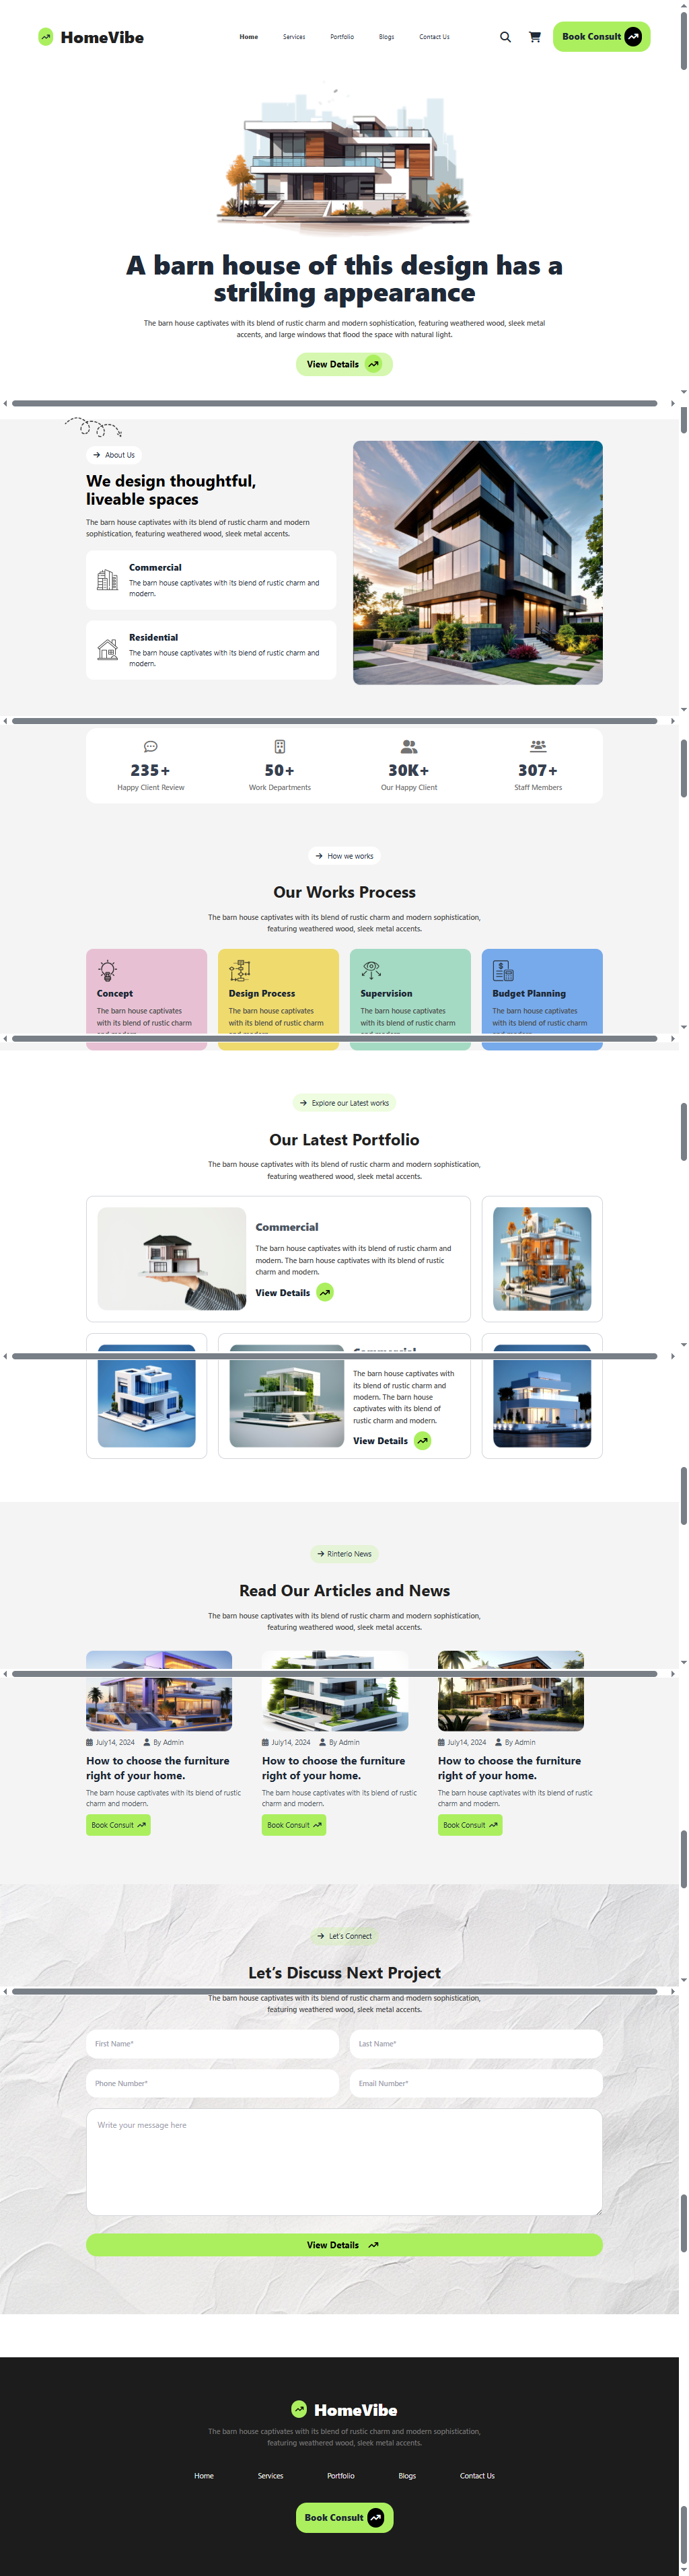 HomeVibe
Home Services Portfolio Blogs Contact Us
Book Consult
A barn house of this design has a
striking appearance
The barn house captivates with its blend of rustic charm and modern sophistication, featuring weathered wood, sleek metal
accents, and large windows that flood the space with natural light.
View Details
About Us
We design thoughtful,
liveable spaces
The barn house captivates with its blend of rustic charm and modern
sophistication, featuring weathered wood, sleek metal accents.
Commercial
The barn house captivates with its blend of rustic charm and
modern.
Residential
The barn house captivates with its blend of rustic charm and
modern.
235+ 50+ 30K+ 307+
Happy Client Review Work Departments Our Happy Client Staff Members
How we works
Our Works Process
The barn house captivates with its blend of rustic charm and modern sophistication,
featuring weathered wood, sleek metal accents.
Concept
The barn house captivates
with its blend of rustic charm
Design Process
The barn house captivates
with its blend of rustic charm
Supervision
The barn house captivates
with its blend of rustic charm
Budget Planning
The barn house captivates
with its blend of rustic charm
Explore our Latest works
Our Latest Portfolio
The barn house captivates with its blend of rustic charm and modern sophistication,
featuring weathered wood, sleek metal accents.
Commercial
The barn house captivates with its blend of rustic charm and
modern. The barn house captivates with its blend of rustic
charm and modern.
View Details
The barn house captivates with
its blend of rustic charm and
modern. The barn house
captivates with its blend of
rustic charm and modern.
View Details
Rinterio News
Read Our Articles and News
The barn house captivates with its blend of rustic charm and modern sophistication,
featuring weathered wood, sleek metal accents.
July14, 2024 By Admin
How to choose the furniture
right of your home.
The barn house captivates with its blend of rustic
charm and modern.
Book Consult
July14, 2024 By Admin
How to choose the furniture
right of your home.
The barn house captivates with its blend of rustic
charm and modern.
Book Consult
July14, 2024 By Admin
How to choose the furniture
right of your home.
The barn house captivates with its blend of rustic
charm and modern.
Book Consult
Let's Connect
Let's Discuss Next Project
The barn house captivates with its blend of rustic charm and modern sophistication,
featuring weathered wood, sleek metal accents.
First Name*
Last Name*
Phone Number*
Email Number*
Write your message here
View Details
HomeVibe
The barn house captivates with its blend of rustic charm and modern sophistication,
featuring weathered wood, sleek metal accents.
Home Services Portfolio Blogs Contact Us
Book Consult